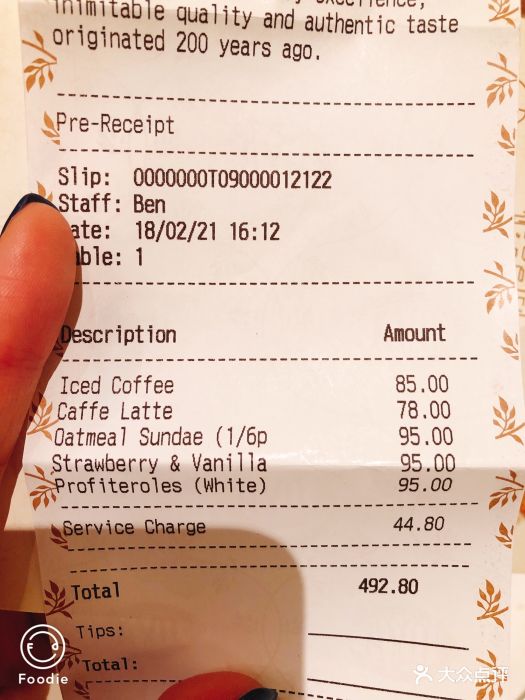 inimitable quality and authentic taste
originated 200 years ago.
Pre-Receipt
Slip: 0000000T09000012122
Staff: Ben
ate: 18/02/21 16:12
ble: 1
Description Amount
Iced Coffee 85.00
Caffe Latte 78.00
Oatmeal Sundae (1/6p 95.00
Strawberry & Vanilla 95.00
Profiteroles (White) 95.00
Service Charge 44.80
Total 492.80
Tips:
Total:
Fd
Foodie
大众点评